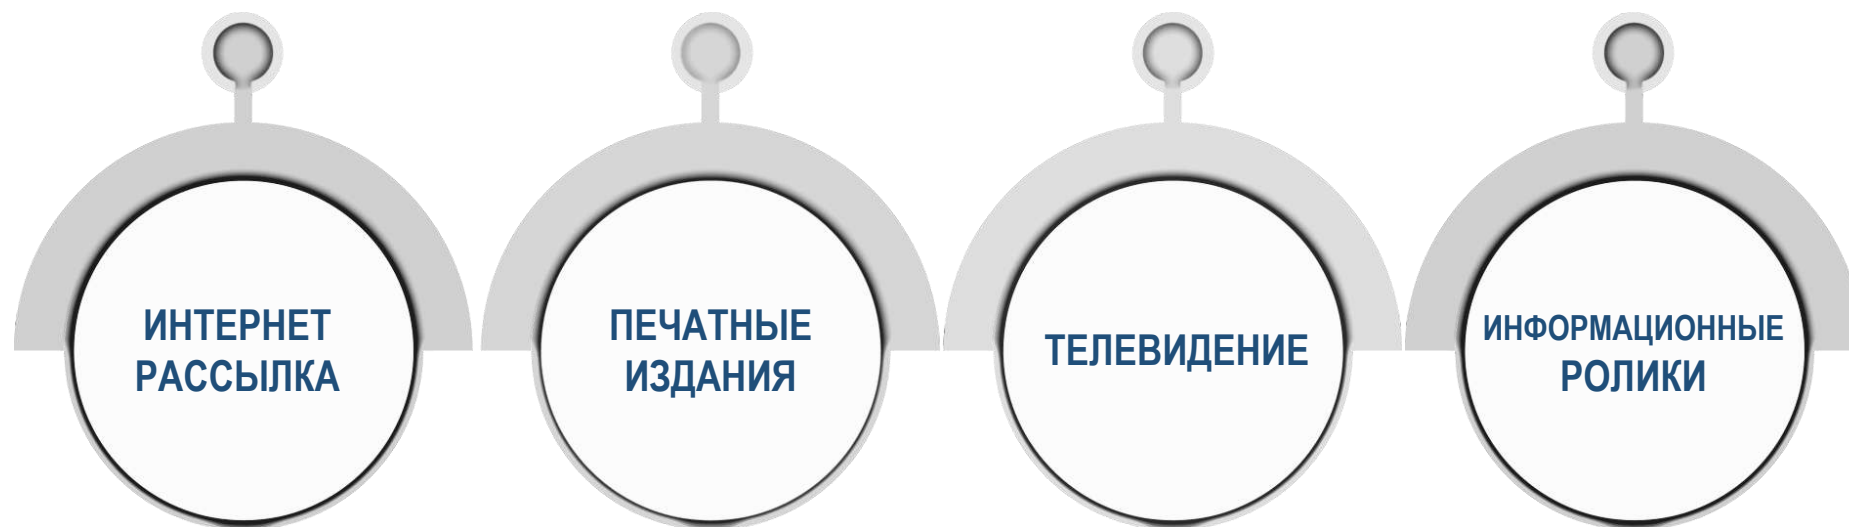 ИНТЕРНЕТ
РАССЫЛКА
ПЕЧАТНЫЕ
ИЗДАНИЯ
ТЕЛЕВИДЕНИЕ
ИНФОРМАЦИОННЫЕ
РОЛИКИ